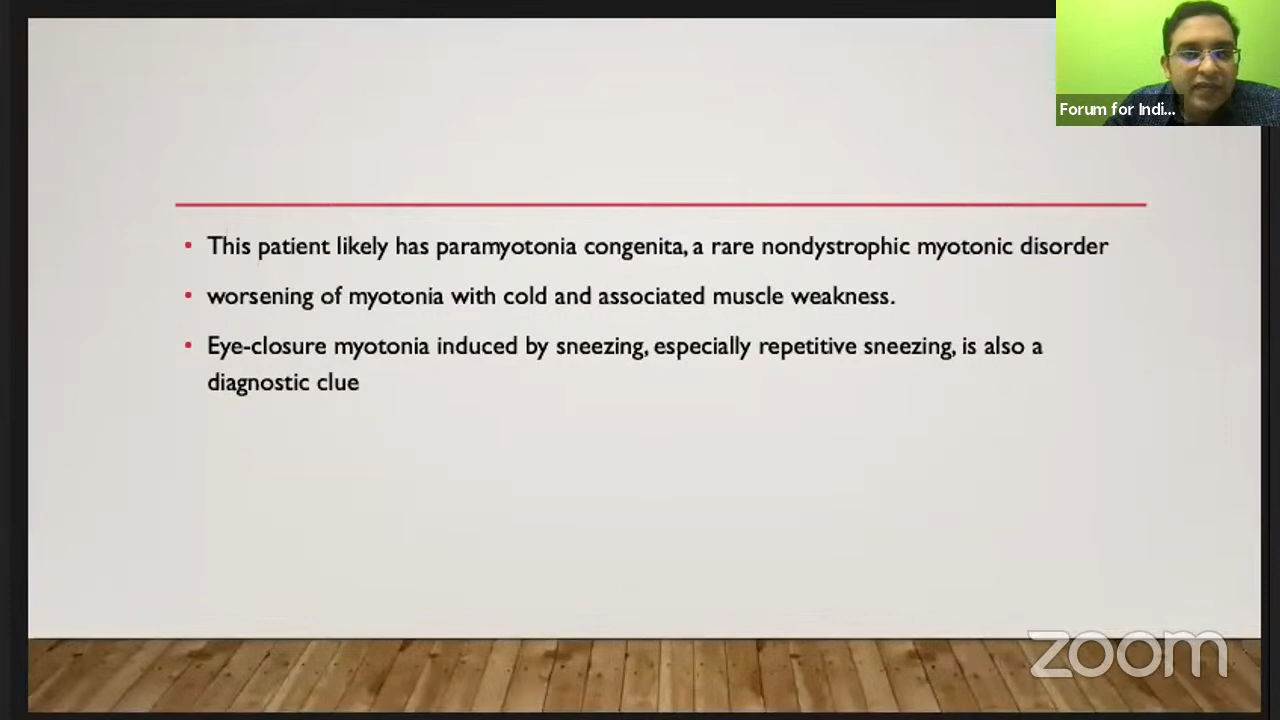 Forum for Indi...
• This patient likely has paramyotonia congenita, a rare nondystrophic myotonic disorder
• worsening of myotonia with cold and associated muscle weakness.
• Eye-closure myotonia induced by sneezing, especially repetitive sneezing, is also a
diagnostic clue
zoom